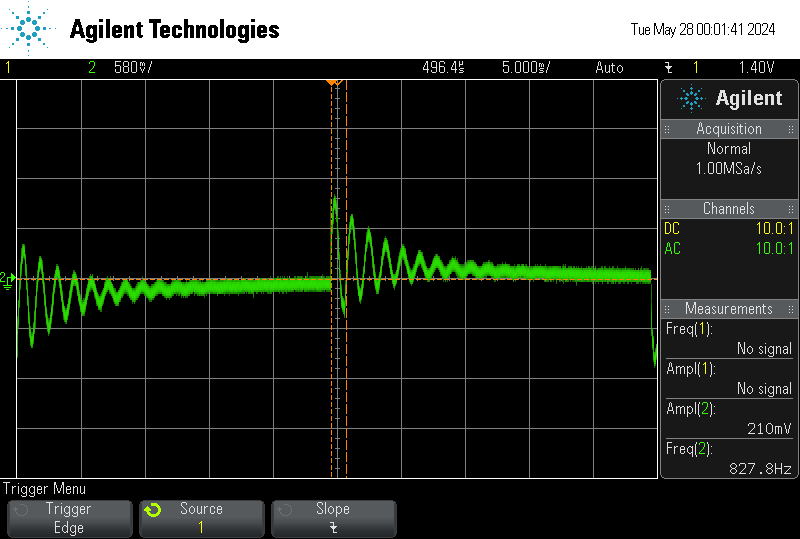 Agilent Technologies
Tue May 28 00:01:41 2024
1 2 580mV/ 496.4us 5.000ms/ Auto 1 1.40V
Agilent
Acquisition
Normal
1.00MSa/s
Channels
DC 10.0:1
AC 10.0:1
2
Measurements
Freq(1):
No signal
Ampl(1):
No signal
Ampl(2):
210mV
Freq(2):
827.8Hz
Trigger Menu
Trigger
Edge
Source
1
Slope